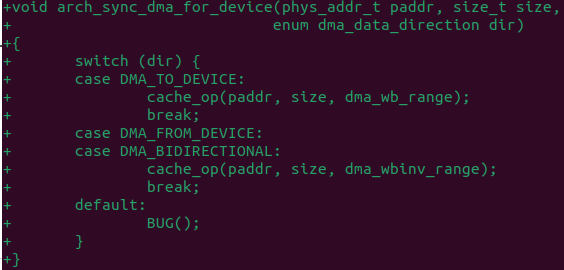 +void arch_sync_dma_for_device(phys_addr_t paddr, size_t size,
+                              enum dma_data_direction dir)
+{
+       switch (dir) {
+       case DMA_TO_DEVICE:
+               cache_op(paddr, size, dma_wb_range);
+               break;
+       case DMA_FROM_DEVICE:
+       case DMA_BIDIRECTIONAL:
+               cache_op(paddr, size, dma_wbinv_range);
+               break;
+       default:
+               BUG();
+       }
+}